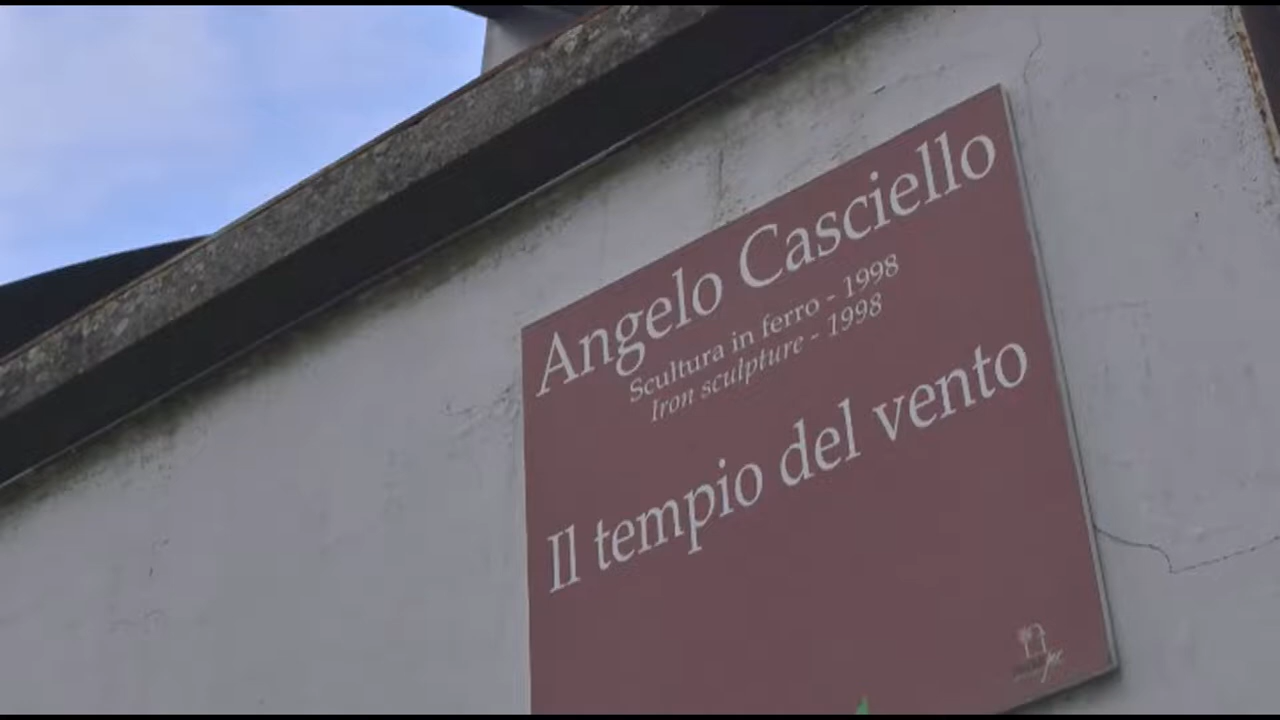 Angelo Casciello
Scultura in ferro - 1998
Iron sculpture - 1998
Il tempio del vento